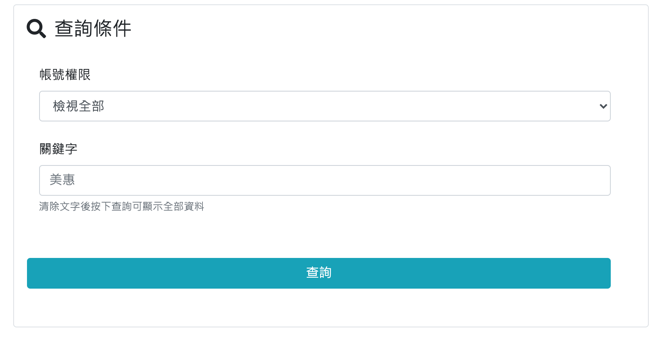 查詢條件
帳號權限
檢視全部
關鍵字
美惠
清除文字後按下查詢可顯示全部資料
查詢